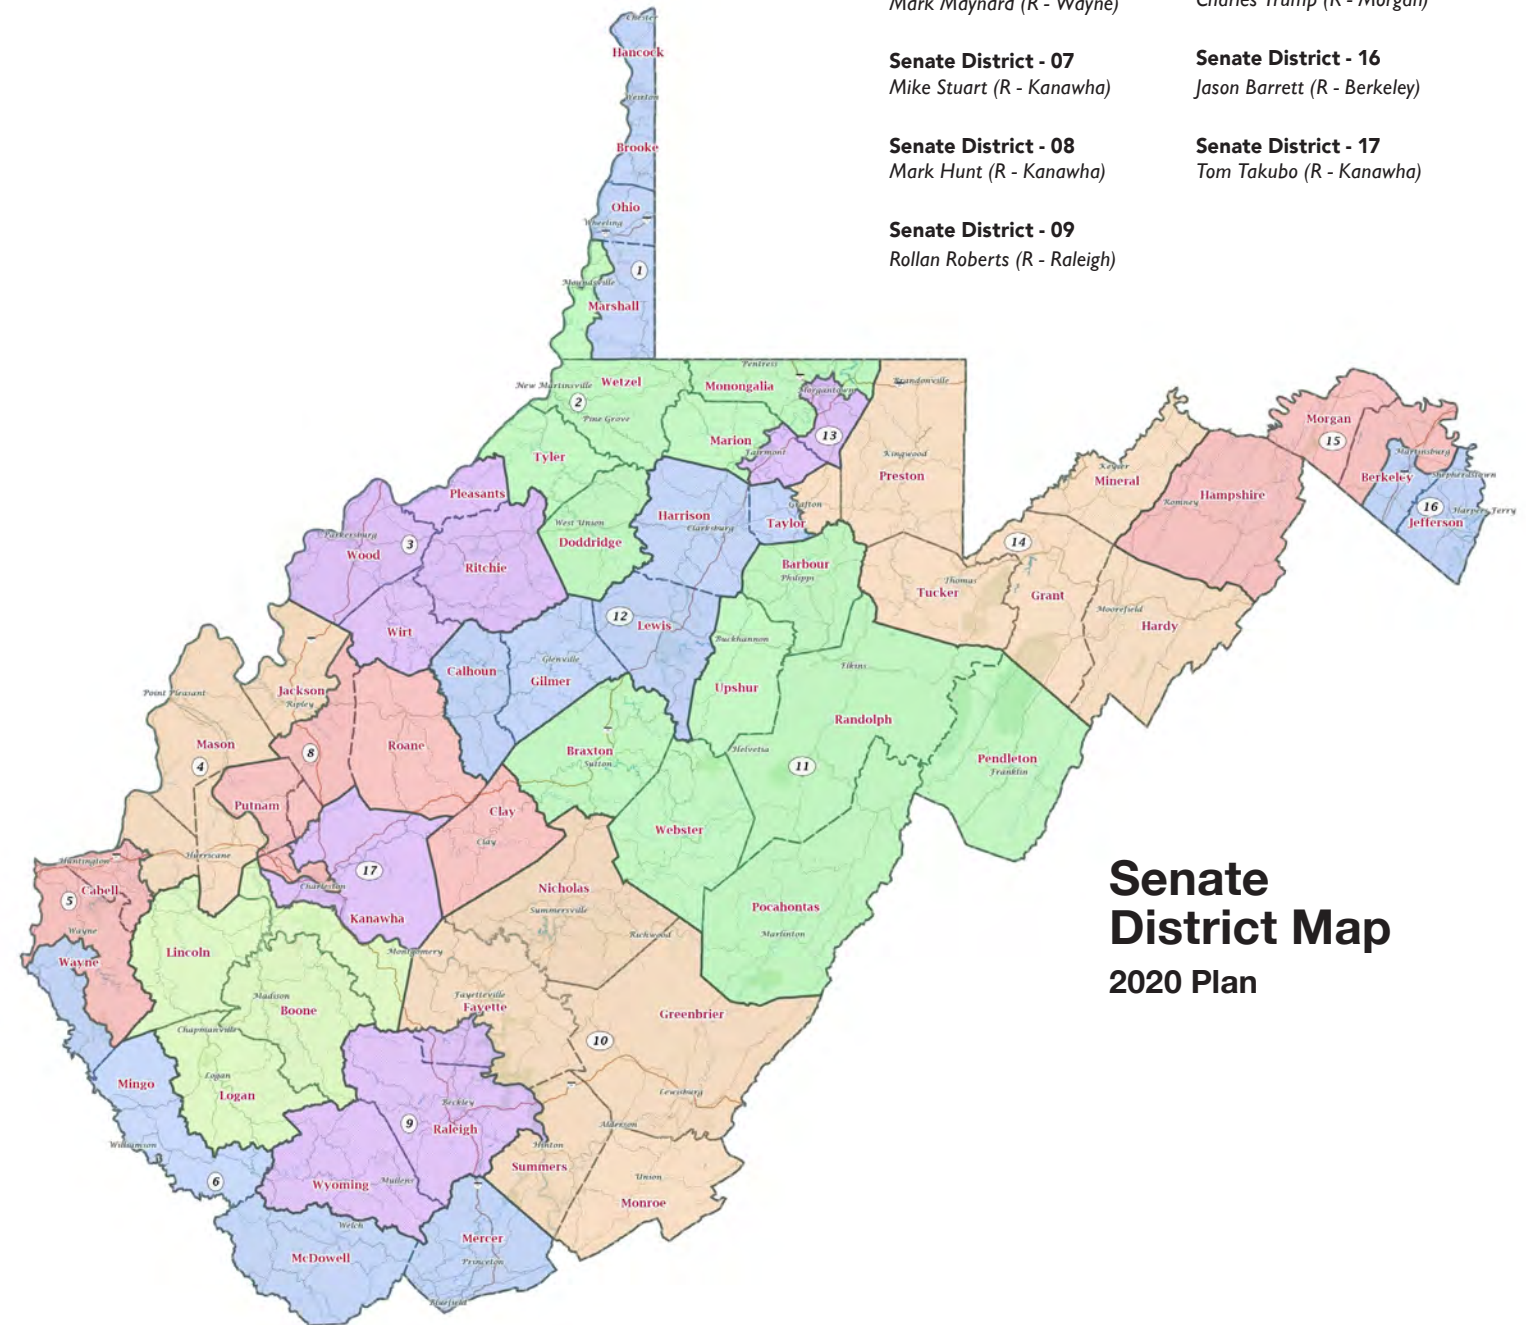 Mark Maynard (R - Wayne)
Senate District - 07
Mike Stuart (R - Kanawha)
Senate District - 08
Mark Hunt (R - Kanawha)
Senate District - 09
Rollan Roberts (R - Raleigh)
Charles Trump (R - Morgan)
Senate District - 16
Jason Barrett (R - Berkeley)
Senate District - 17
Tom Takubo (R - Kanawha)
Chester
Hancock
Weirton
Brooke
Ohio
Wheeling
1
Moundsville
Marshall
New Martinsville
Wetzel
2
Pine Grove
Pentress
Monongalia
Morgantown
Brandonville
Marion
13
Fairmont
Tyler
Kingwood
Preston
Pleasants
Harrison
Clarksburg
Grafton
Taylor
West Union
Doddridge
Parkersburg
Wood
3
Ritchie
Wirt
Keyser
Mineral
Romney
Hampshire
Morgan
15
Martinsburg
Berkeley
Shepherdstown
16
Harpers Ferry
Jefferson
14
Barbour
Philippi
Thomas
Tucker
Grant
Moorefield
Hardy
12
Lewis
Buckhannon
Calhoun
Glenville
Gilmer
Upshur
Elkins
Randolph
Point Pleasant
Jackson
Ripley
Mason
4
8
Roane
Braxton
Sutton
Helvetia
11
Pendleton
Franklin
Putnam
Clay
Clay
Webster
Huntington
Hurricane
17
Charleston
Kanawha
5
Cabell
Wayne
Wayne
Nicholas
Summersville
Richwood
Pocahontas
Marlinton
Senate
District Map
2020 Plan
Lincoln
Montgomery
Madison
Boone
Fayetteville
Fayette
Greenbrier
Chapmanville
10
Mingo
Logan
Logan
Beckley
9
Raleigh
Lewisburg
Alderson
Williamson
Hinton
Summers
6
Wyoming
Mullens
Union
Monroe
Welch
McDowell
Mercer
Princeton
Bluefield